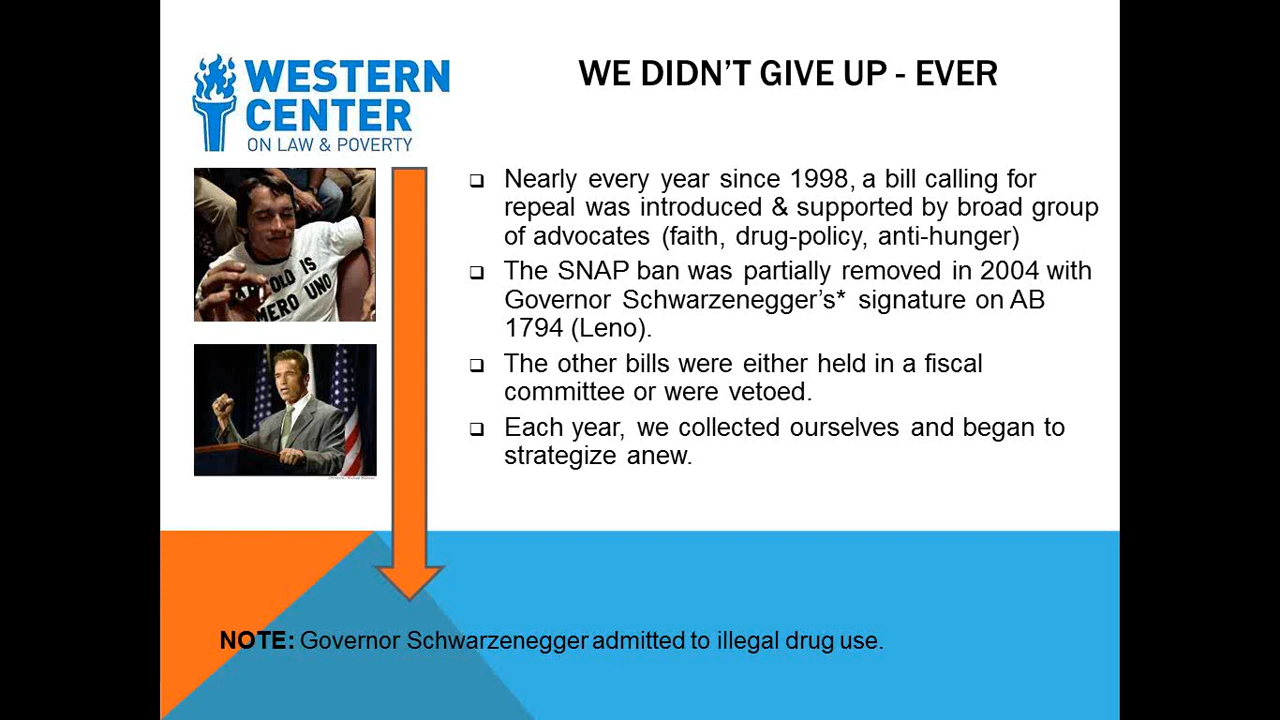 WESTERN
CENTER
ON LAW & POVERTY
WE DIDN'T GIVE UP - EVER
OLD IS
MERO UNO
❑ Nearly every year since 1998, a bill calling for
repeal was introduced & supported by broad group
of advocates (faith, drug-policy, anti-hunger)
❑ The SNAP ban was partially removed in 2004 with
Governor Schwarzenegger's* signature on AB
1794 (Leno).
❑ The other bills were either held in a fiscal
committee or were vetoed.
❑ Each year, we collected ourselves and began to
strategize anew.
NOTE: Governor Schwarzenegger admitted to illegal drug use.